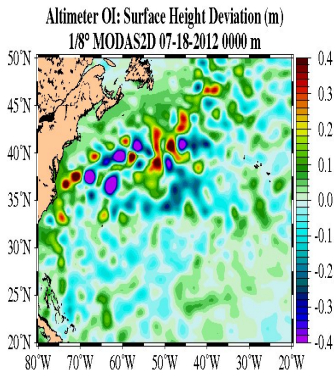 Altimeter OI: Surface Height Deviation (m)
1/8° MODAS2D 07-18-2012 0000 m
50°N
45°N
40°N
35°N
30°N
25°N
20°N
80°W 70°W 60°W 50°W 40°W 30°W 20°W
0.4
0.3
0.2
0.1
0.0
-0.1
-0.2
-0.3
-0.4